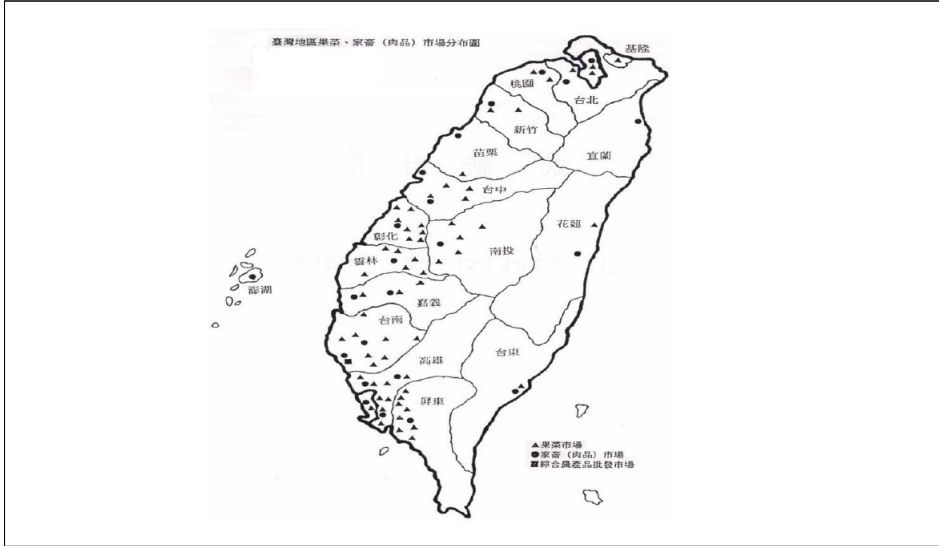 臺灣地區果菜、家畜（肉品）市場分布圖
基隆
桃園
台北
新竹
苗栗
宜蘭
台中
花蓮
彰化
南投
雲林
澎湖
嘉義
台南
高雄
台東
屏東
▲果菜市場
●家畜（肉品）市場
■綜合農產品批發市場